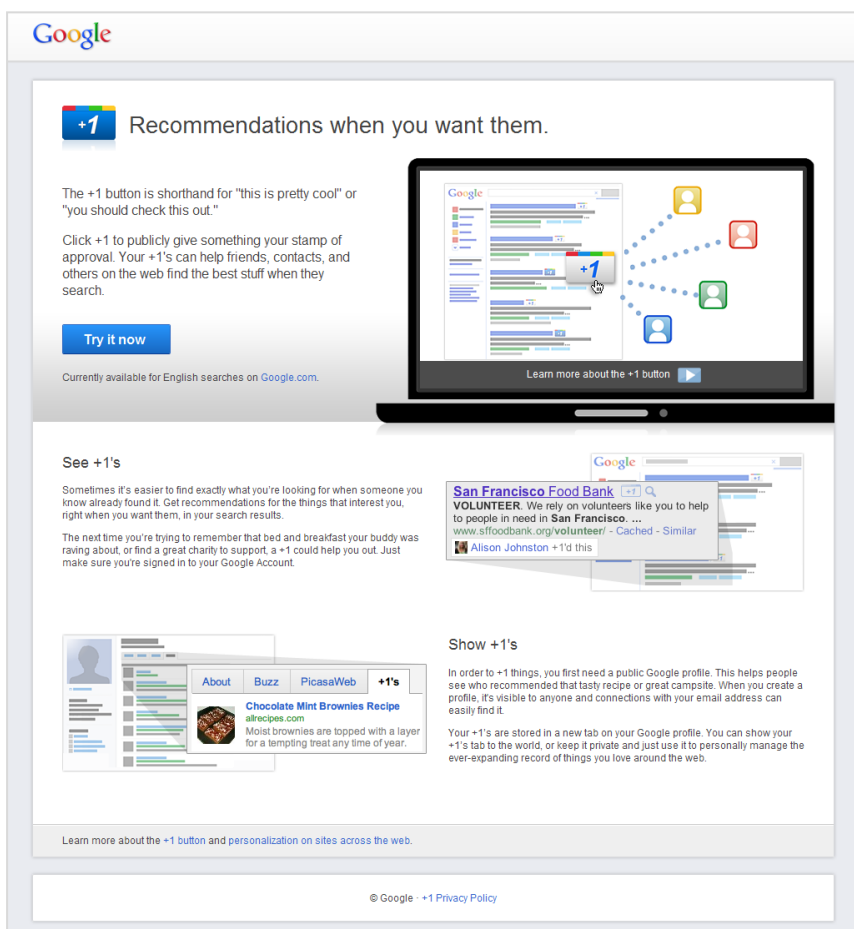 Google
+1 Recommendations when you want them.
The +1 button is shorthand for "this is pretty cool" or
"you should check this out."
Click +1 to publicly give something your stamp of
approval. Your +1's can help friends, contacts, and
others on the web find the best stuff when they
search.
Try it now
Currently available for English searches on Google.com.
Google
+1
Learn more about the +1 button
See +1's
Sometimes it's easier to find exactly what you're looking for when someone you
know already found it. Get recommendations for the things that interest you,
right when you want them, in your search results.
The next time you're trying to remember that bed and breakfast your buddy was
raving about, or find a great charity to support, a +1 could help you out. Just
make sure you're signed in to your Google Account.
Google
San Francisco Food Bank +1
VOLUNTEER. We rely on volunteers like you to help
to people in need in San Francisco. ...
www.sffoodbank.org/volunteer/ - Cached - Similar
Alison Johnston +1'd this
About Buzz PicasaWeb +1's
Chocolate Mint Brownies Recipe
allrecipes.com
Moist brownies are topped with a layer
for a tempting treat any time of year.
Show +1's
In order to +1 things, you first need a public Google profile. This helps people
see who recommended that tasty recipe or great campsite. When you create a
profile, it's visible to anyone and connections with your email address can
easily find it.
Your +1's are stored in a new tab on your Google profile. You can show your
+1's tab to the world, or keep it private and just use it to personally manage the
ever-expanding record of things you love around the web.
Learn more about the +1 button and personalization on sites across the web.
© Google · +1 Privacy Policy